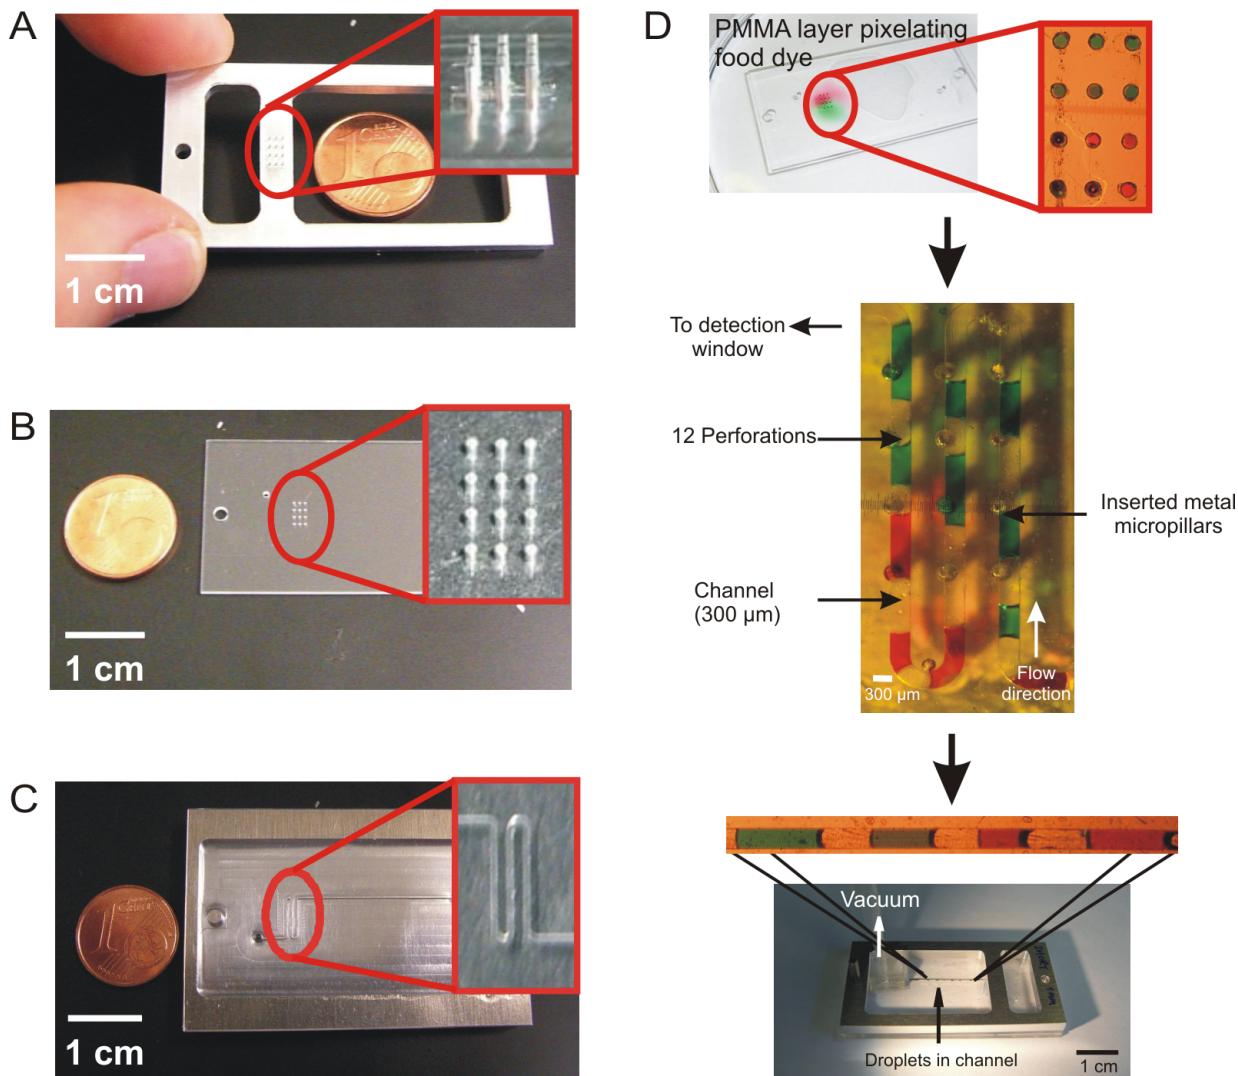 A
1 cm
B
1 cm
C
1 cm
D
PMMA layer pixelating
food dye
To detection
window
12 Perforations
Inserted metal
micropillars
Channel
(300 µm)
Flow
direction
300 µm
Vacuum
Droplets in channel
1 cm